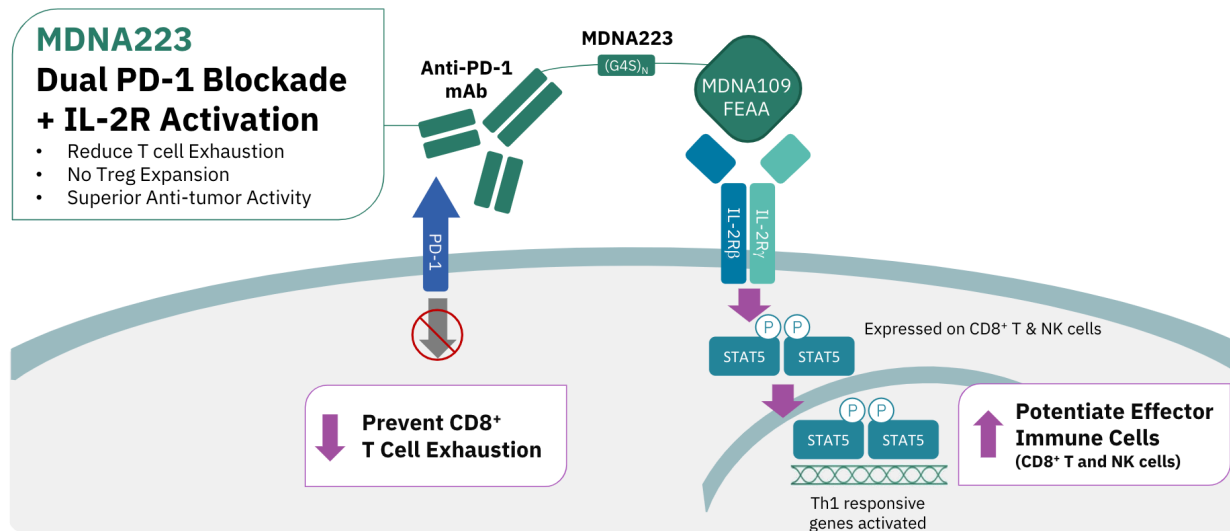 MDNA223
Dual PD-1 Blockade
+ IL-2R Activation
• Reduce T cell Exhaustion
• No Treg Expansion
• Superior Anti-tumor Activity
Anti-PD-1
mAb
MDNA223
(G4S)N
MDNA109
FEAA
PD-1
IL-2Rβ
IL-2Rγ
P
P
STAT5
STAT5
Expressed on CD8⁺ T & NK cells
Prevent CD8⁺
T Cell Exhaustion
P
P
STAT5
STAT5
Th1 responsive
genes activated
Potentiate Effector
Immune Cells
(CD8⁺ T and NK cells)